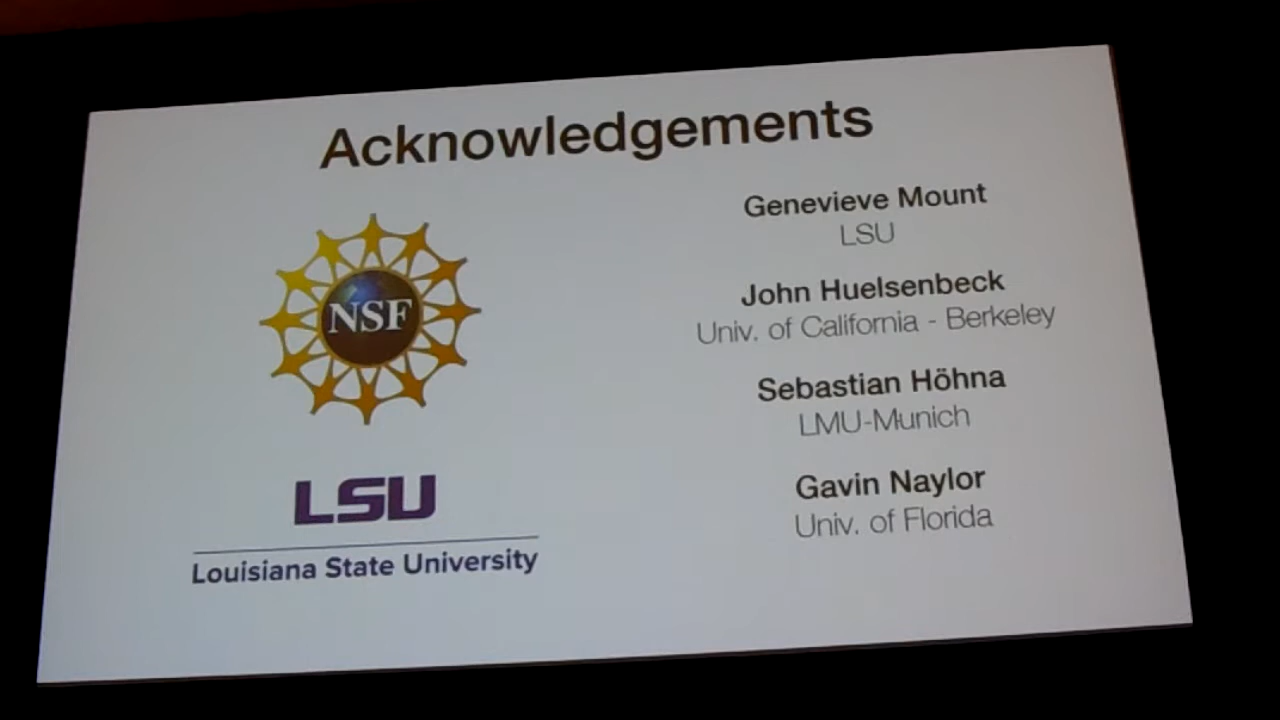 Acknowledgements
NSF
LSU
Louisiana State University
Genevieve Mount
LSU
John Huelsenbeck
Univ. of California - Berkeley
Sebastian Höhna
LMU-Munich
Gavin Naylor
Univ. of Florida